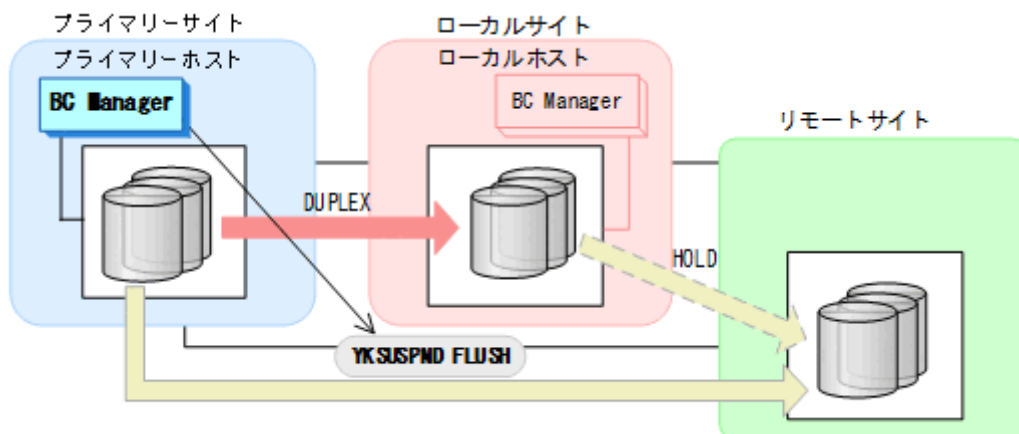 プライマリーサイト
プライマリーホスト
BC Manager
ローカルサイト
ローカルホスト
BC Manager
リモートサイト
DUPLEX
HOLD
YKSUSPND FLUSH